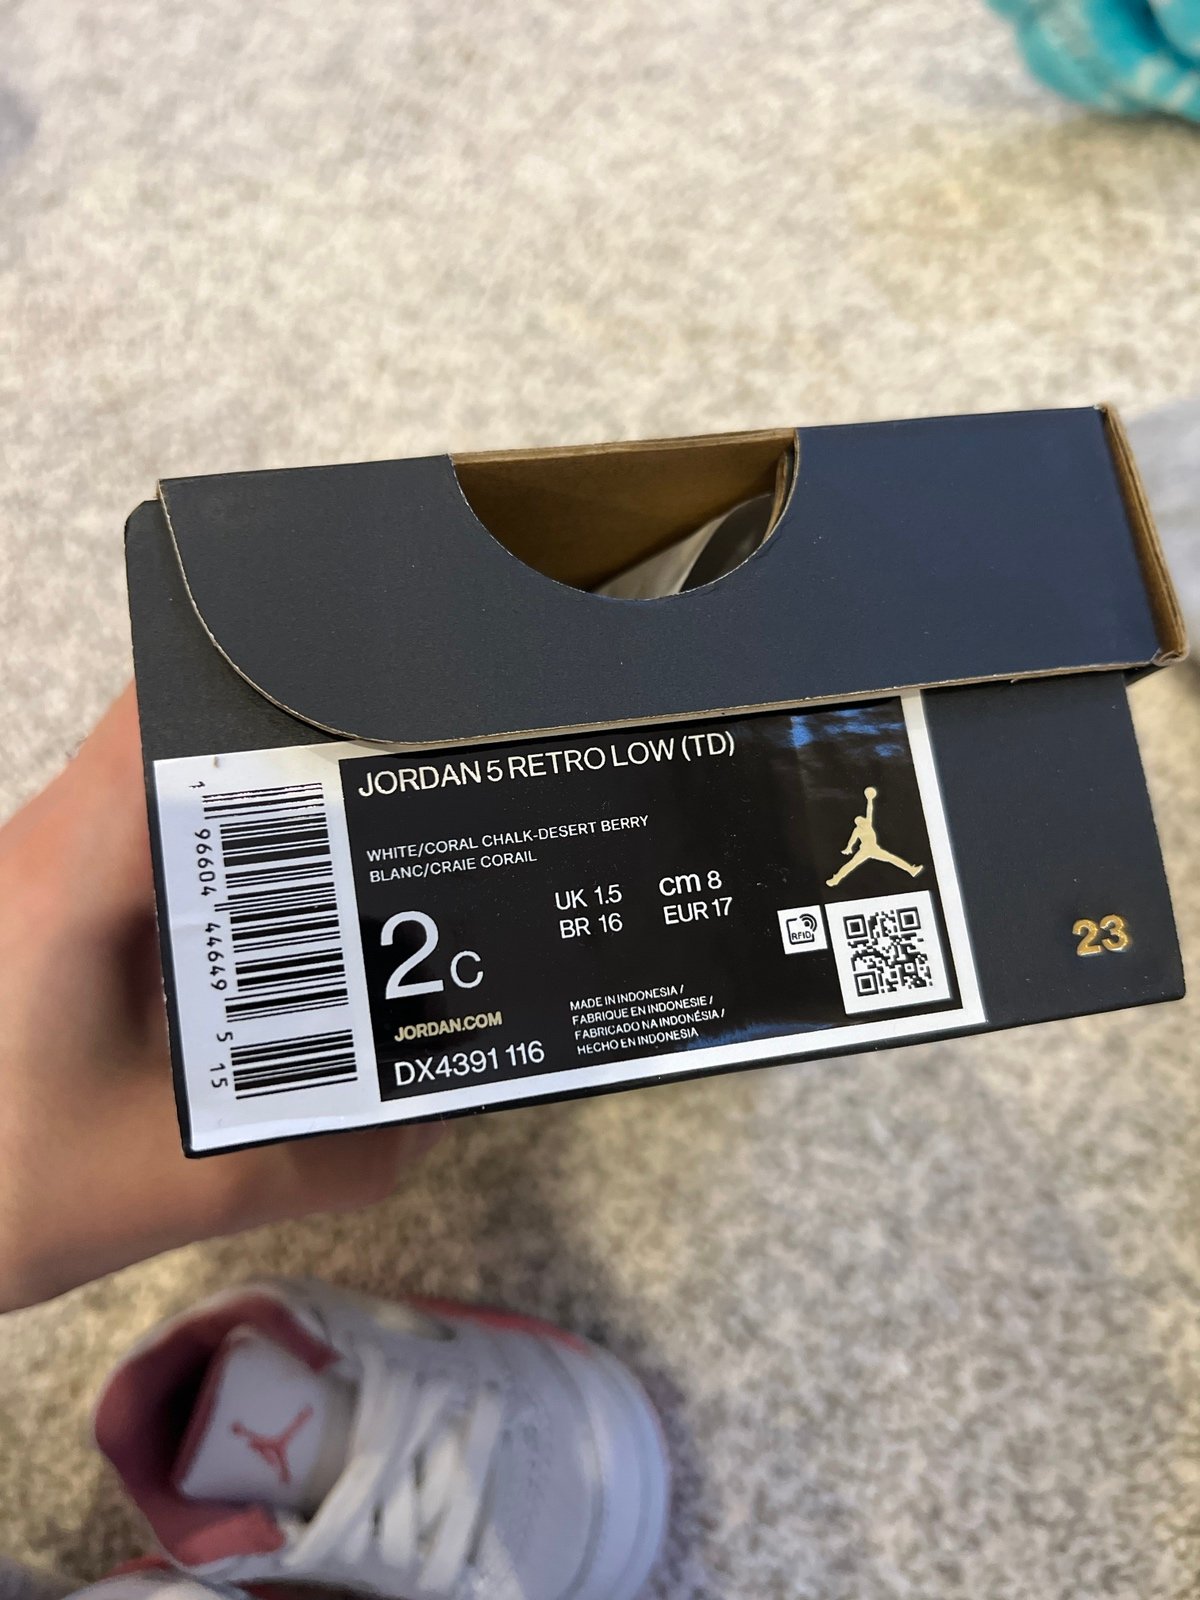 JORDAN 5 RETRO LOW (TD)
WHITE/CORAL CHALK-DESERT BERRY
BLANC/CRAIE CORAIL
2C
UK 1.5
BR 16
cm 8
EUR 17
RFID
JORDAN.COM
DX4391 116
MADE IN INDONESIA /
FABRIQUE EN INDONESIE /
FABRICADO NA INDONÉSIA /
HECHO EN INDONESIA
1 96604 44649 5 15
23